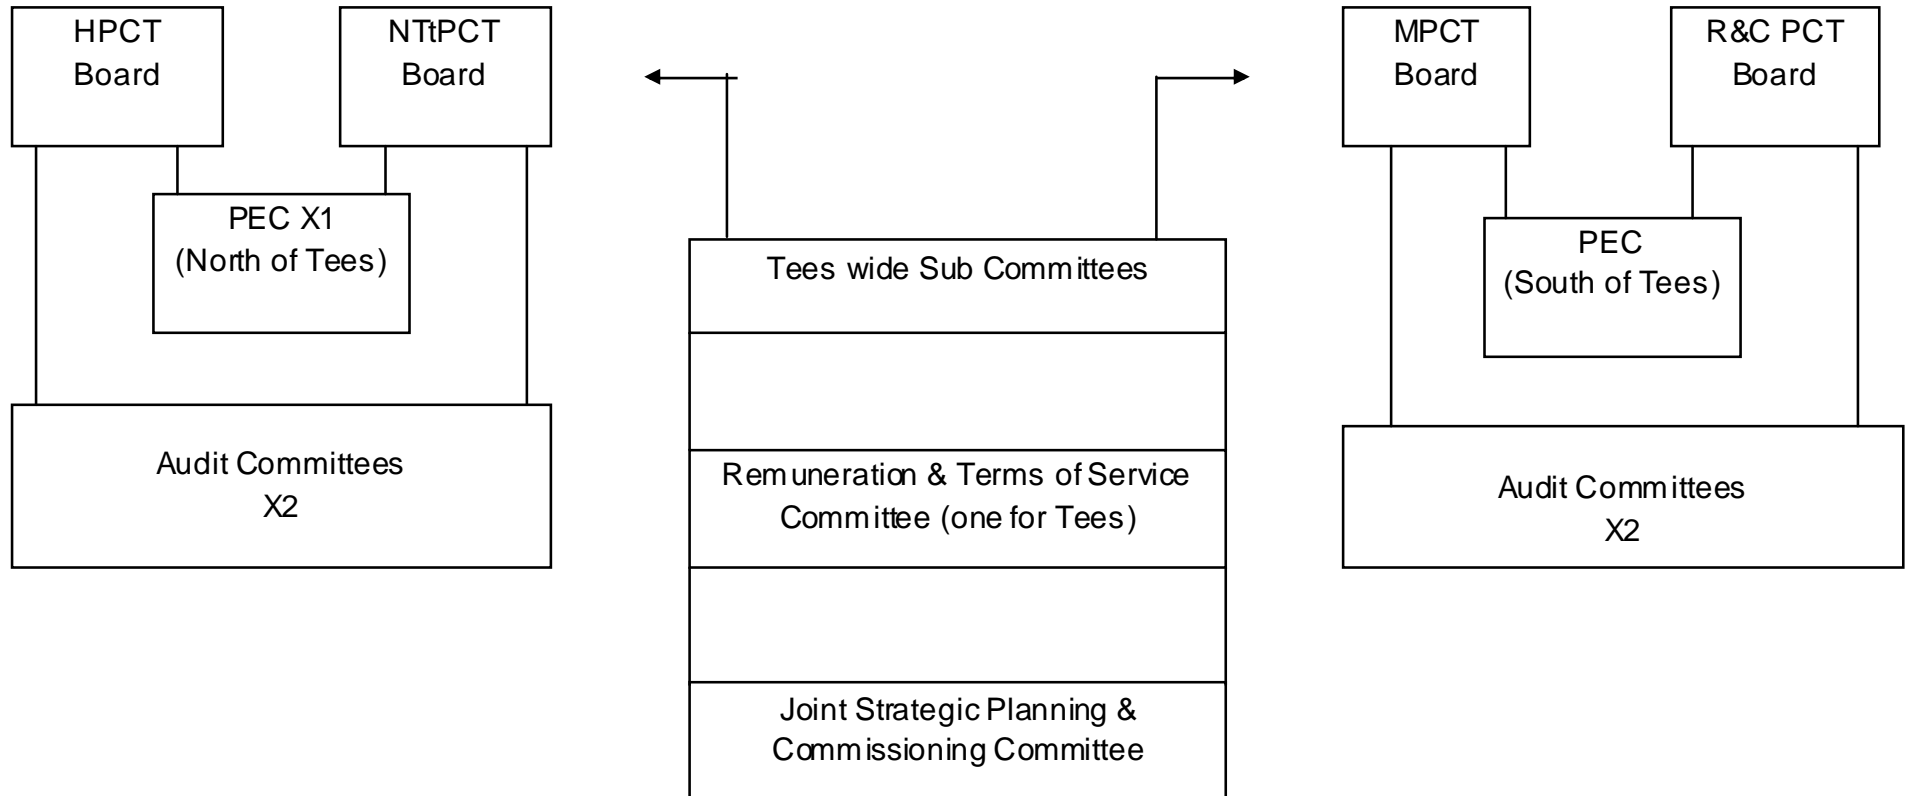 HPCT
Board
NTtPCT
Board
PEC X1
(North of Tees)
Audit Committees
X2
Tees wide Sub Committees
Remuneration & Terms of Service
Committee (one for Tees)
Joint Strategic Planning &
Commissioning Committee
MPCT
Board
R&C PCT
Board
PEC
(South of Tees)
Audit Committees
X2